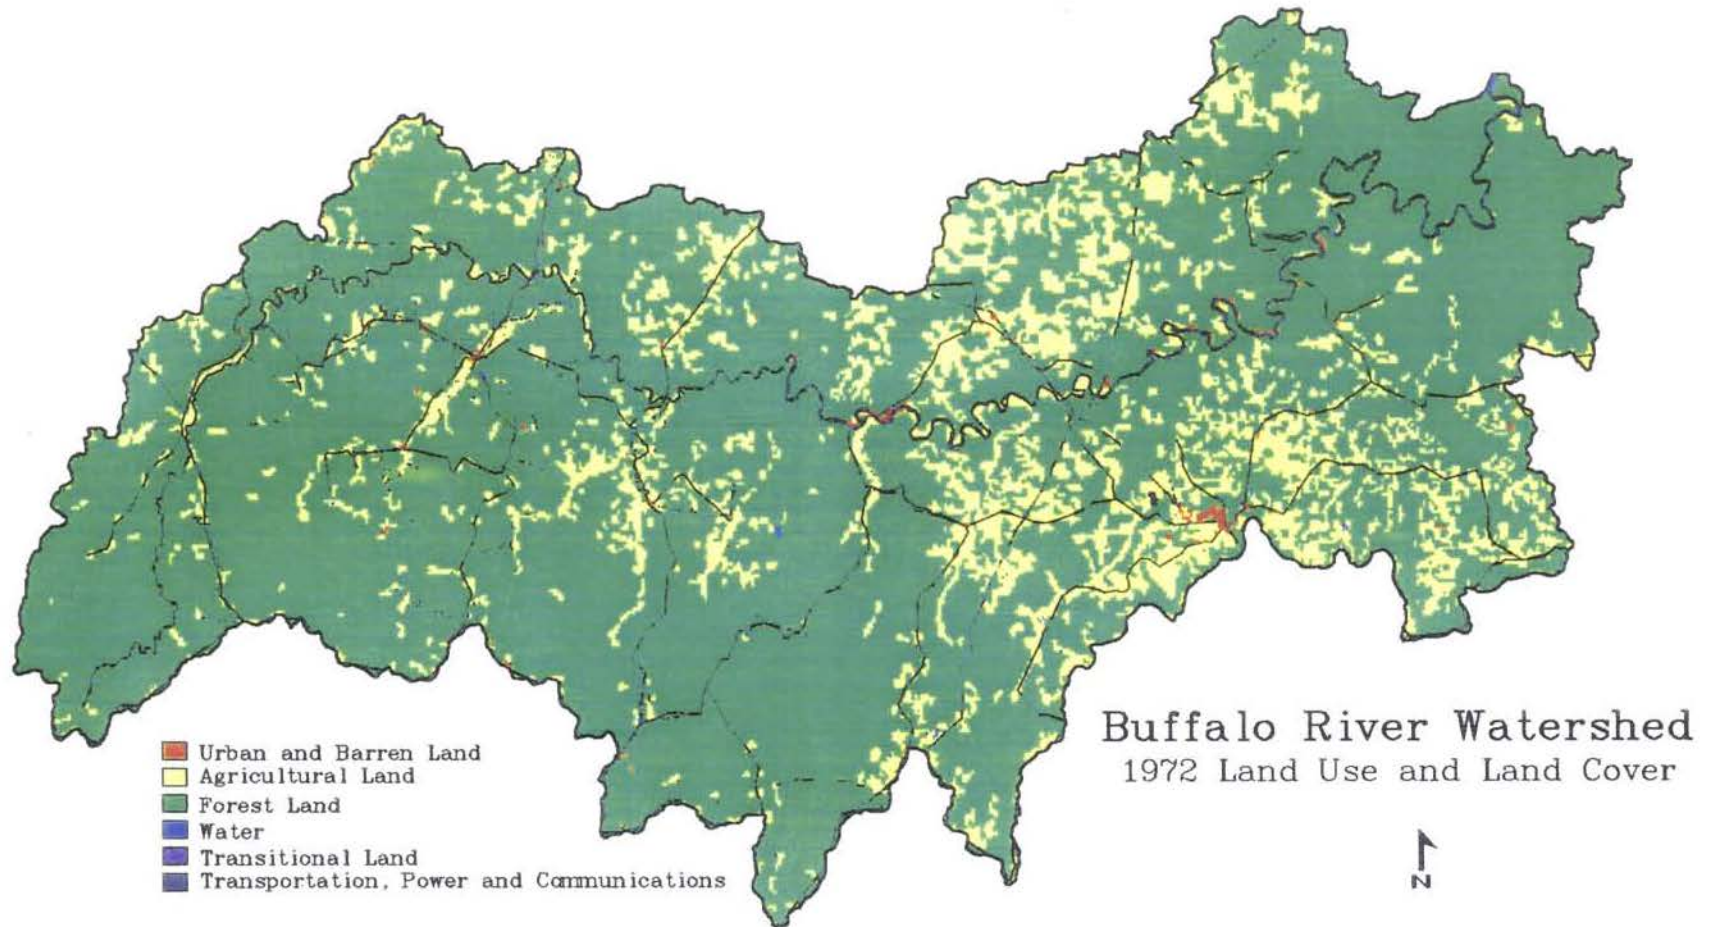 Buffalo River Watershed
1972 Land Use and Land Cover
Urban and Barren Land
Agricultural Land
Forest Land
Water
Transitional Land
Transportation, Power and Communications
N